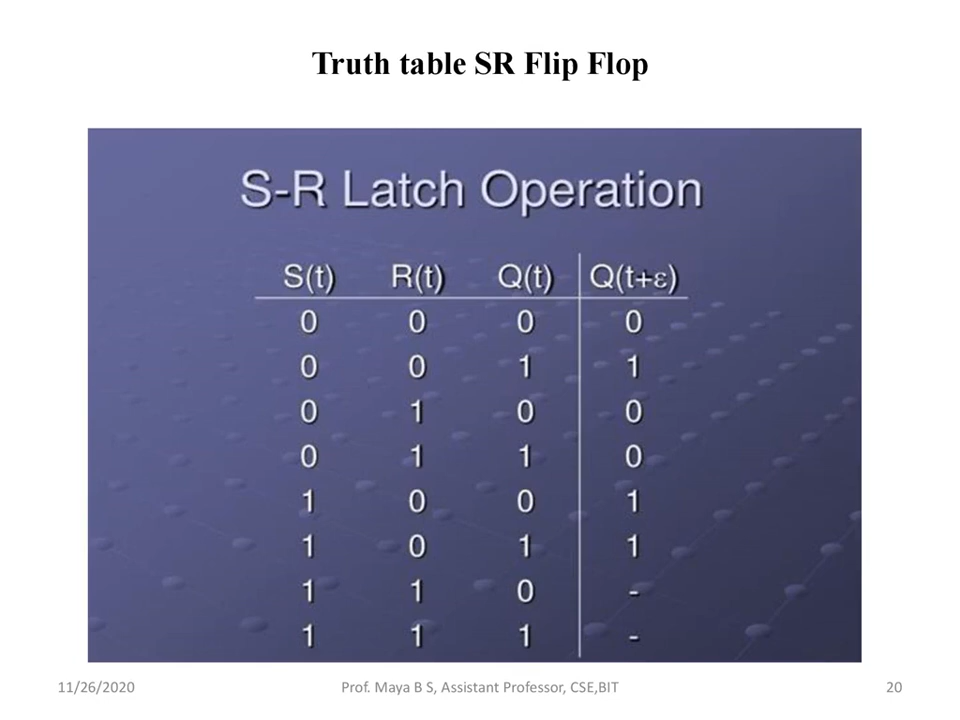 Truth table SR Flip Flop
S-R Latch Operation
S(t) R(t) Q(t) Q(t+ε)
0 0 0 0
0 0 1 1
0 1 0 0
0 1 1 0
1 0 0 1
1 0 1 1
1 1 0 -
1 1 1 -
11/26/2020 Prof. Maya B S, Assistant Professor, CSE,BIT 20